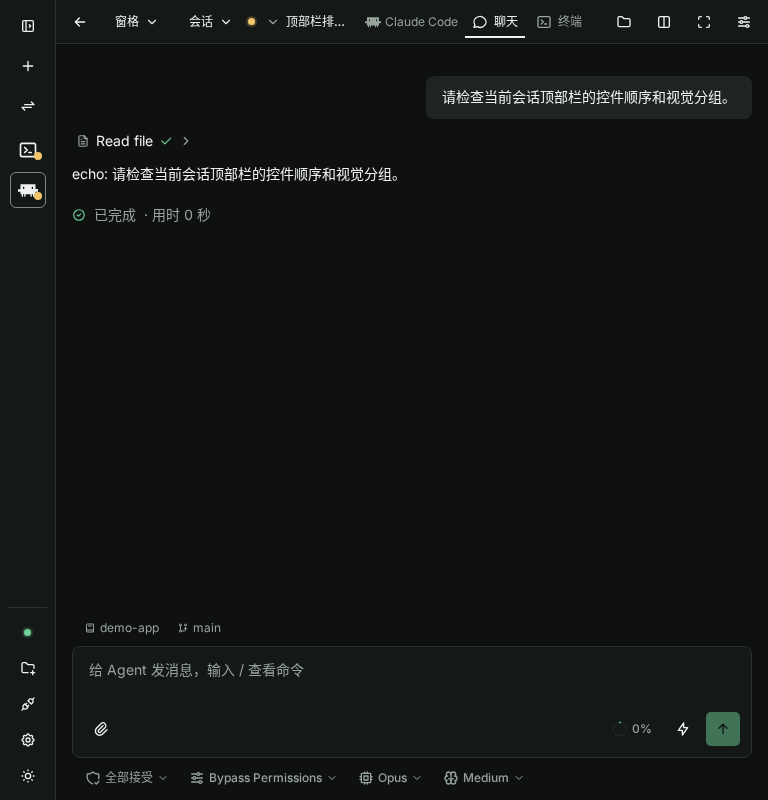 窗格 会话 顶部栏排... Claude Code 聊天 终端
请检查当前会话顶部栏的控件顺序和视觉分组。
Read file
echo: 请检查当前会话顶部栏的控件顺序和视觉分组。
已完成 · 用时 0 秒
demo-app main
给 Agent 发消息，输入 / 查看命令
0%
全部接受 Bypass Permissions Opus Medium